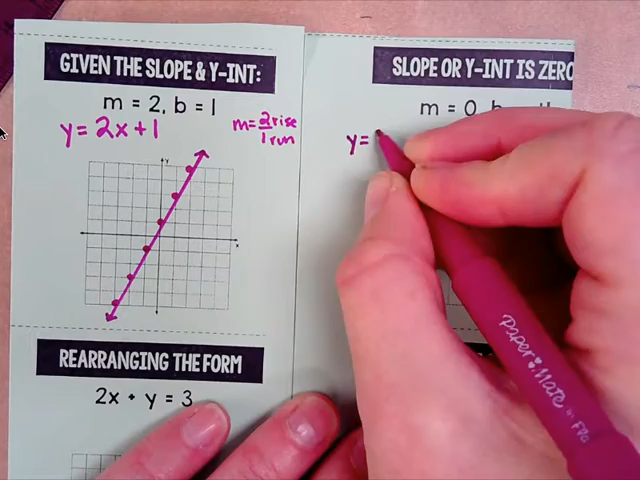 GIVEN THE SLOPE & Y-INT:
m = 2, b = 1
y = 2x + 1
m = 2 rise
1 run
y
x
REARRANGING THE FORM
2x + y = 3
SLOPE OR Y-INT IS ZERO
m = 0,
y =
Paper Mate